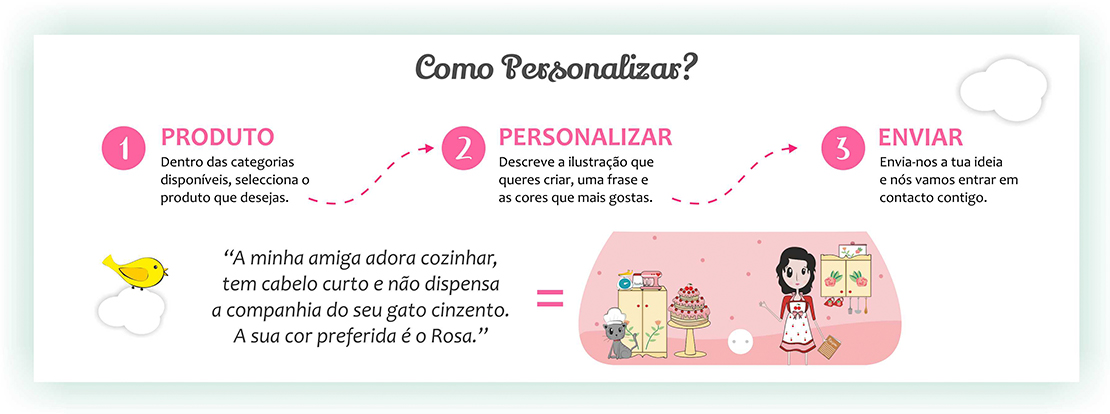 Como Personalizar?
1 PRODUTO
Dentro das categorias
disponíveis, selecciona o
produto que desejas.
2 PERSONALIZAR
Descreve a ilustração que
queres criar, uma frase e
as cores que mais gostas.
3 ENVIAR
Envia-nos a tua ideia
e nós vamos entrar em
contacto contigo.
“A minha amiga adora cozinhar,
tem cabelo curto e não dispensa
a companhia do seu gato cinzento.
A sua cor preferida é o Rosa.”
=